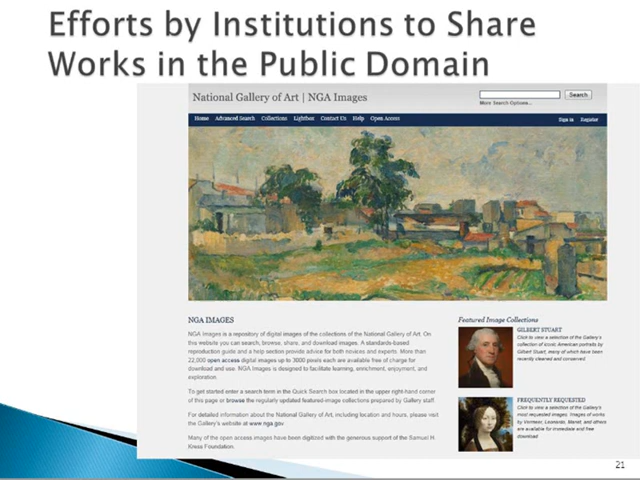 Efforts by Institutions to Share
Works in the Public Domain
National Gallery of Art | NGA Images
Search
More Search Options...
Home Advanced Search Collections Lightbox Contact Us Help Open Access
Sign in Register
NGA IMAGES
NGA Images is a repository of digital images of the collections of the National Gallery of Art. On
this website you can search, browse, share, and download images. A standards-based
reproduction guide and a help section provide advice for both novices and experts. More than
22,000 open access digital images up to 3000 pixels each are available free of charge for
download and use. NGA Images is designed to facilitate learning, enrichment, enjoyment, and
exploration.
To get started enter a search term in the Quick Search box located in the upper right-hand corner
of this page or browse the regularly updated featured-image collections prepared by Gallery staff.
For detailed information about the National Gallery of Art, including location and hours, please visit
the Gallery's website at www.nga.gov
Many of the open access images have been digitized with the generous support of the Samuel H.
Kress Foundation.
Featured Image Collections
GILBERT STUART
Click to view a selection of the Gallery's
collection of iconic American portraits by
Gilbert Stuart, many of which have been
recently cleaned and conserved.
FREQUENTLY REQUESTED
Click to view a selection of the Gallery's
most requested images. Images of works
by Vermeer, Leonardo, Manet, and others
are available for immediate and free
download
21